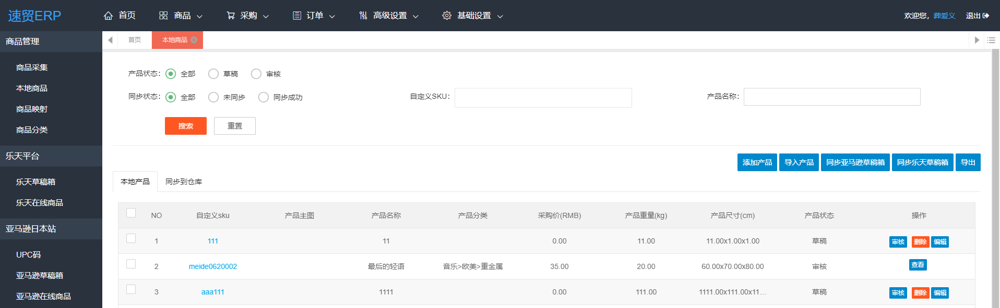 速贸ERP 首页 商品 采购 订单 高级设置 基础设置 欢迎您，葬爱义 退出
商品管理
商品采集
本地商品
商品映射
商品分类
乐天平台
乐天草稿箱
乐天在线商品
亚马逊日本站
UPC码
亚马逊草稿箱
亚马逊在线商品
首页 本地商品
产品状态： 全部 草稿 审核
同步状态： 全部 未同步 同步成功 自定义SKU： 产品名称：
搜索 重置
添加产品 导入产品 同步亚马逊草稿箱 同步乐天草稿箱 导出
本地产品 同步到仓库
NO 自定义sku 产品主图 产品名称 产品分类 采购价(RMB) 产品重量(kg) 产品尺寸(cm) 产品状态 操作
1 111 11 0.00 11.00 11.00x1.00x1.00 草稿 审核 删除 编辑
2 meide0620002 最后的轻语 音乐>欧美>重金属 35.00 20.00 60.00x70.00x80.00 审核 查看
3 aaa111 1111 0.00 111.00 1111.00x111.00x11... 草稿 审核 删除 编辑